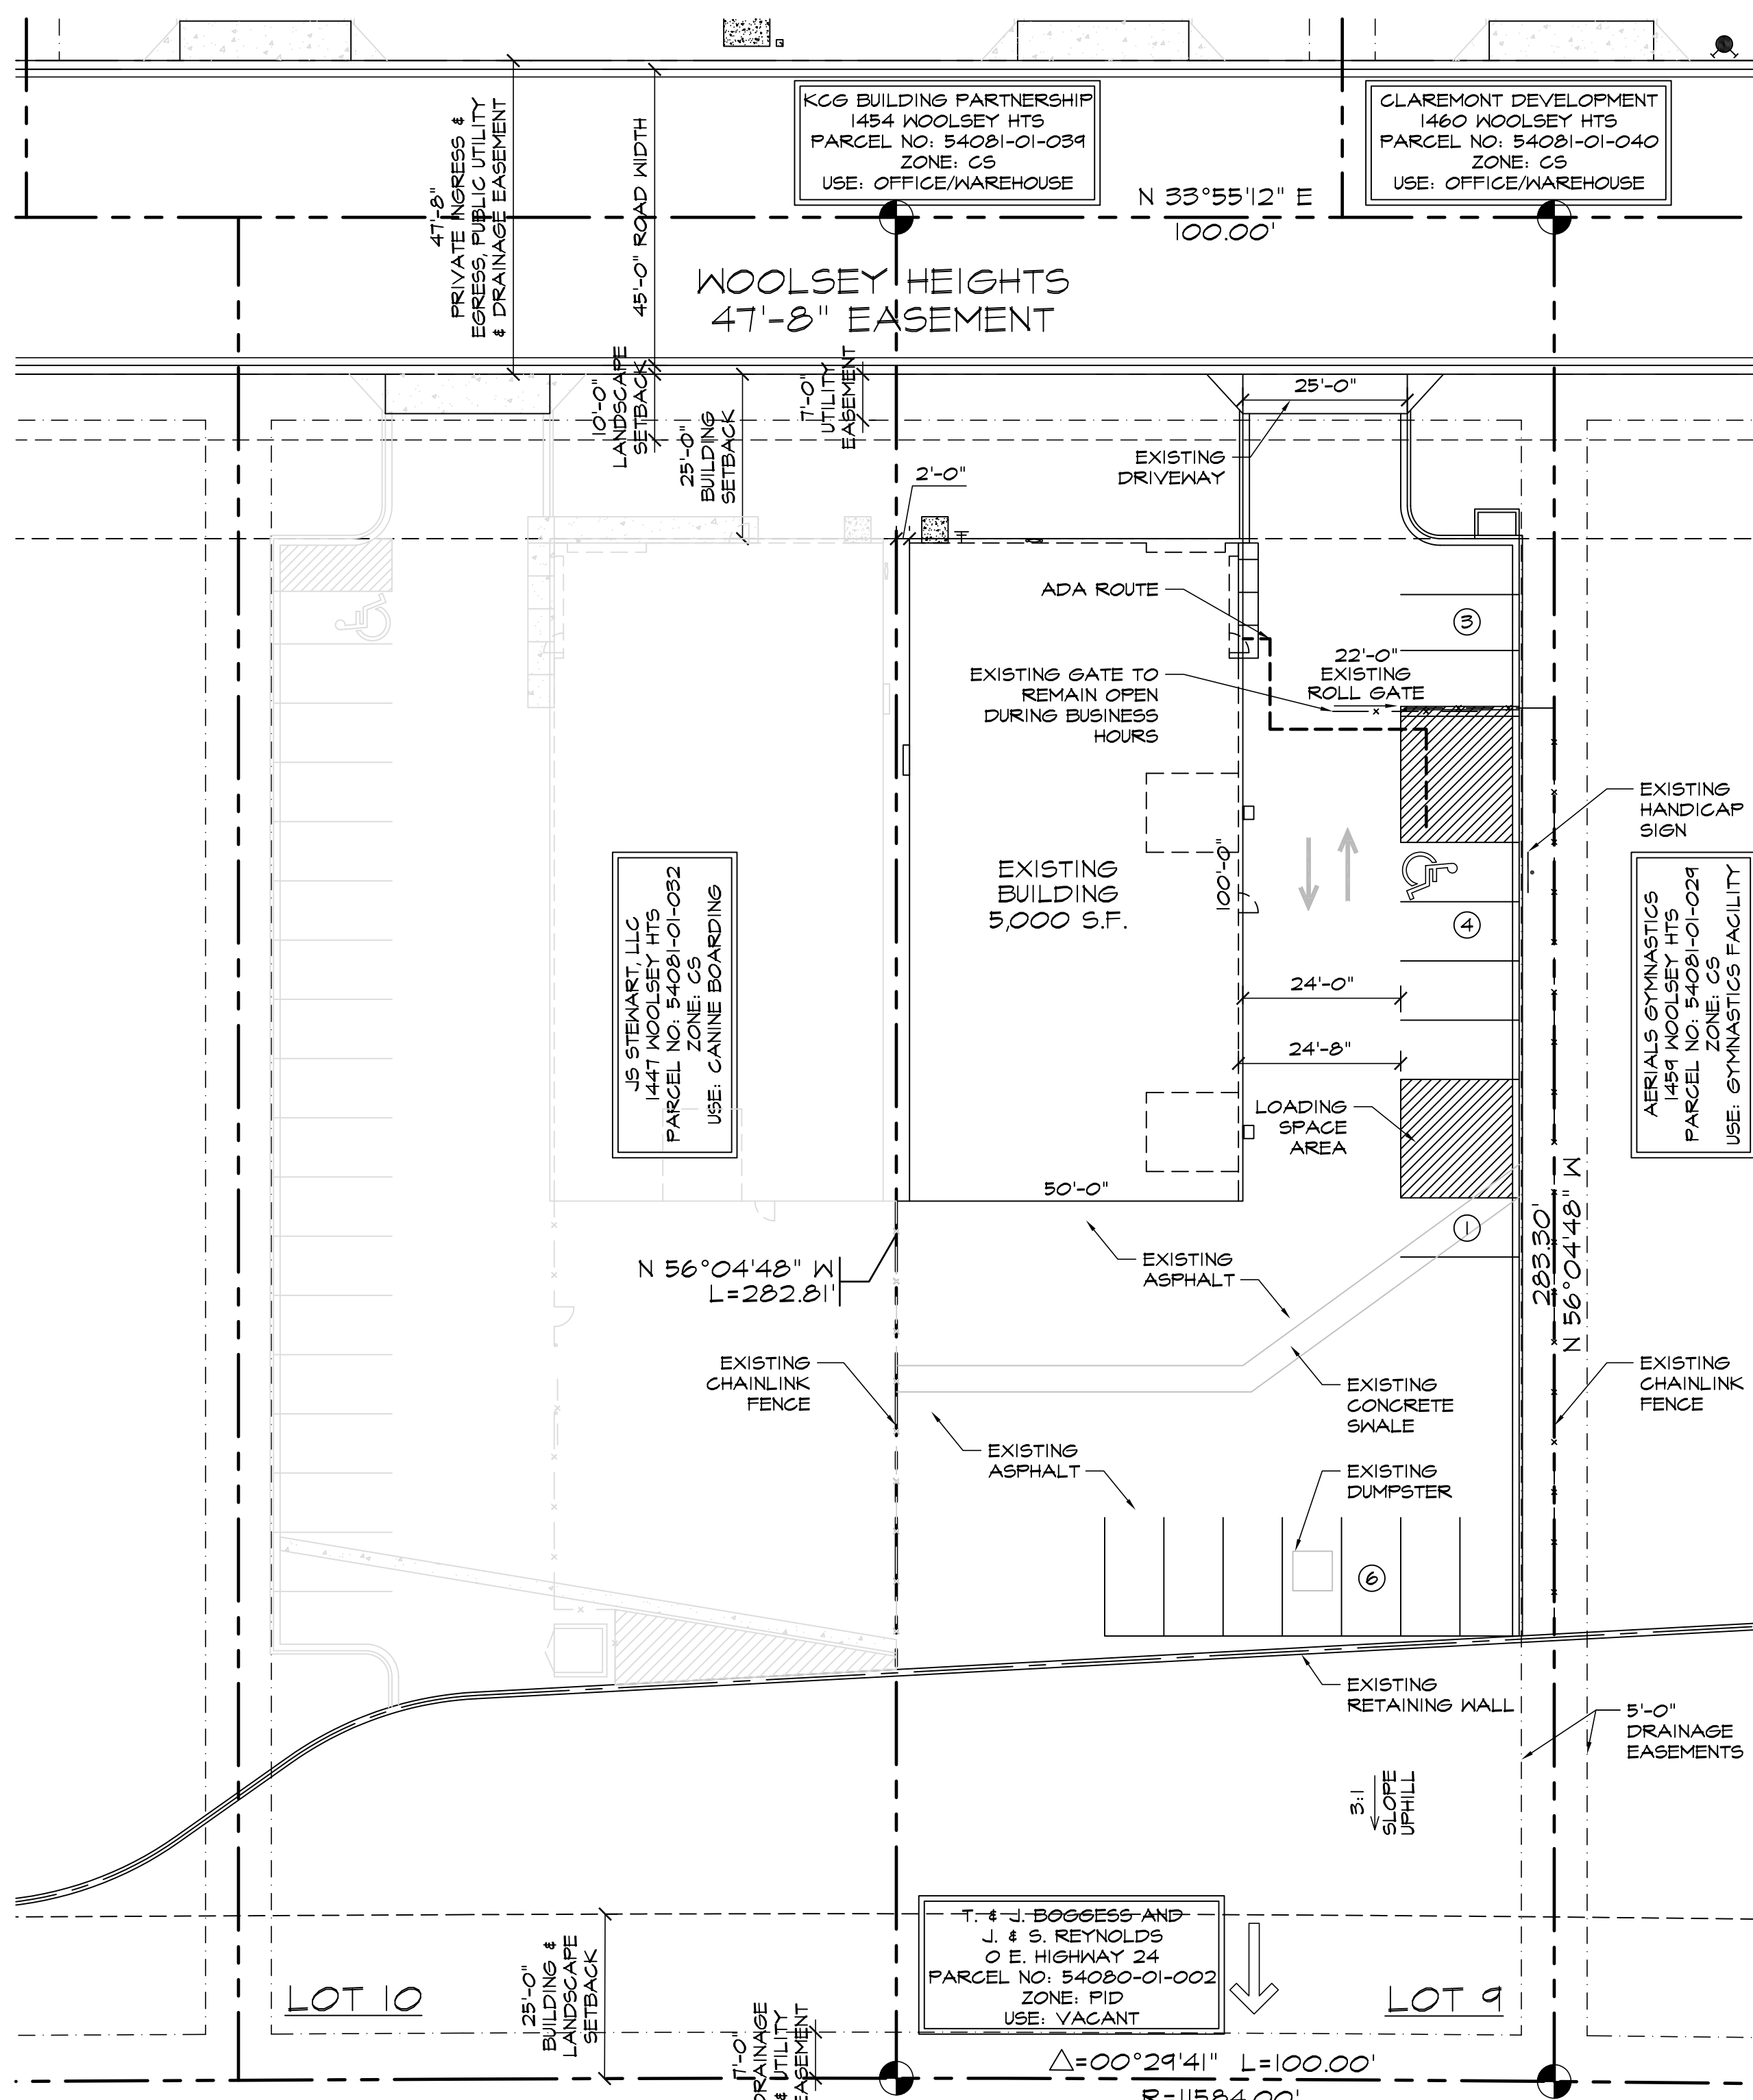 KCG BUILDING PARTNERSHIP
1454 WOOLSEY HTS
PARCEL NO: 54081-01-039
ZONE: CS
USE: OFFICE/WAREHOUSE
CLAREMONT DEVELOPMENT
1460 WOOLSEY HTS
PARCEL NO: 54081-01-040
ZONE: CS
USE: OFFICE/WAREHOUSE
47'-8"
PRIVATE INGRESS &
EGRESS, PUBLIC UTILITY
& DRAINAGE EASEMENT
45'-0" ROAD WIDTH
N 33°55'12" E
100.00'
WOOLSEY HEIGHTS
47'-8" EASEMENT
10'-0"
LANDSCAPE
SETBACK
25'-0"
BUILDING
SETBACK
7'-0"
UTILITY
EASEMENT
25'-0"
EXISTING
DRIVEWAY
2'-0"
ADA ROUTE
3
22'-0"
EXISTING
ROLL GATE
EXISTING GATE TO
REMAIN OPEN
DURING BUSINESS
HOURS
EXISTING
HANDICAP
SIGN
EXISTING
BUILDING
5,000 S.F.
100'-0"
4
JS STEWART, LLC
1447 WOOLSEY HTS
PARCEL NO: 54081-01-032
ZONE: CS
USE: CANINE BOARDING
AERIALS GYMNASTICS
1459 WOOLSEY HTS
PARCEL NO: 54081-01-029
ZONE: CS
USE: GYMNASTICS FACILITY
24'-0"
24'-8"
LOADING
SPACE
AREA
50'-0"
1
283.30'
N 56°04'48" W
N 56°04'48" W
L=282.81'
EXISTING
ASPHALT
EXISTING
CHAINLINK
FENCE
EXISTING
CONCRETE
SWALE
EXISTING
CHAINLINK
FENCE
EXISTING
ASPHALT
EXISTING
DUMPSTER
6
EXISTING
RETAINING WALL
5'-0"
DRAINAGE
EASEMENTS
3:1
SLOPE
UPHILL
T. & J. BOGGESS AND
J. & S. REYNOLDS
0 E. HIGHWAY 24
PARCEL NO: 54080-01-002
ZONE: PID
USE: VACANT
LOT 10
25'-0"
BUILDING &
LANDSCAPE
SETBACK
LOT 9
7'-0"
DRAINAGE
& UTILITY
EASEMENT
△=00°29'41" L=100.00'
R=11584.00'